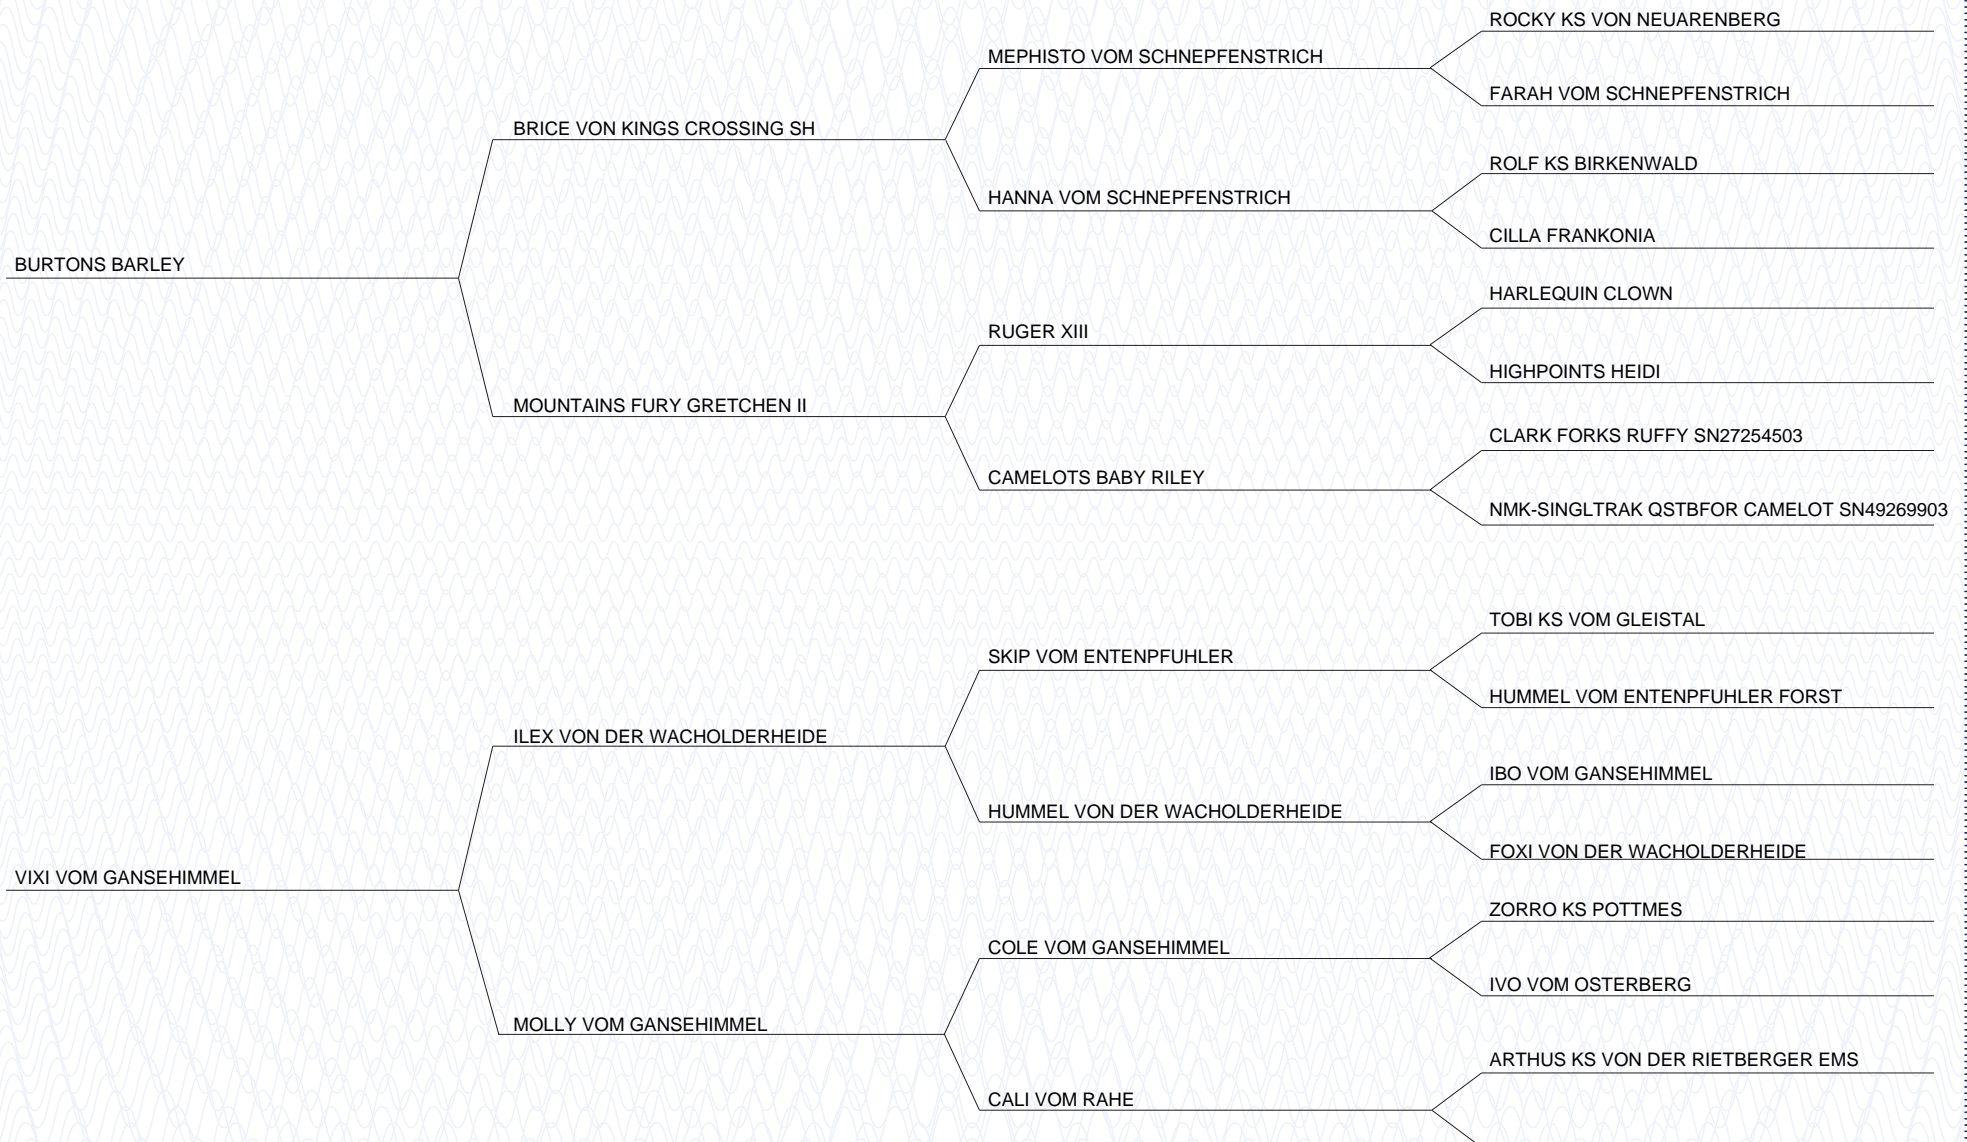 ROCKY KS VON NEUARENBERG
MEPHISTO VOM SCHNEPFENSTRICH
FARAH VOM SCHNEPFENSTRICH
BRICE VON KINGS CROSSING SH
ROLF KS BIRKENWALD
HANNA VOM SCHNEPFENSTRICH
CILLA FRANKONIA
BURTONS BARLEY
HARLEQUIN CLOWN
RUGER XIII
HIGHPOINTS HEIDI
MOUNTAINS FURY GRETCHEN II
CLARK FORKS RUFFY SN27254503
CAMELOTS BABY RILEY
NMK-SINGLTRAK QSTBFOR CAMELOT SN49269903
TOBI KS VOM GLEISTAL
SKIP VOM ENTENPFUHLER
HUMMEL VOM ENTENPFUHLER FORST
ILEX VON DER WACHOLDERHEIDE
IBO VOM GANSEHIMMEL
HUMMEL VON DER WACHOLDERHEIDE
FOXI VON DER WACHOLDERHEIDE
VIXI VOM GANSEHIMMEL
ZORRO KS POTTMES
COLE VOM GANSEHIMMEL
IVO VOM OSTERBERG
MOLLY VOM GANSEHIMMEL
ARTHUS KS VON DER RIETBERGER EMS
CALI VOM RAHE